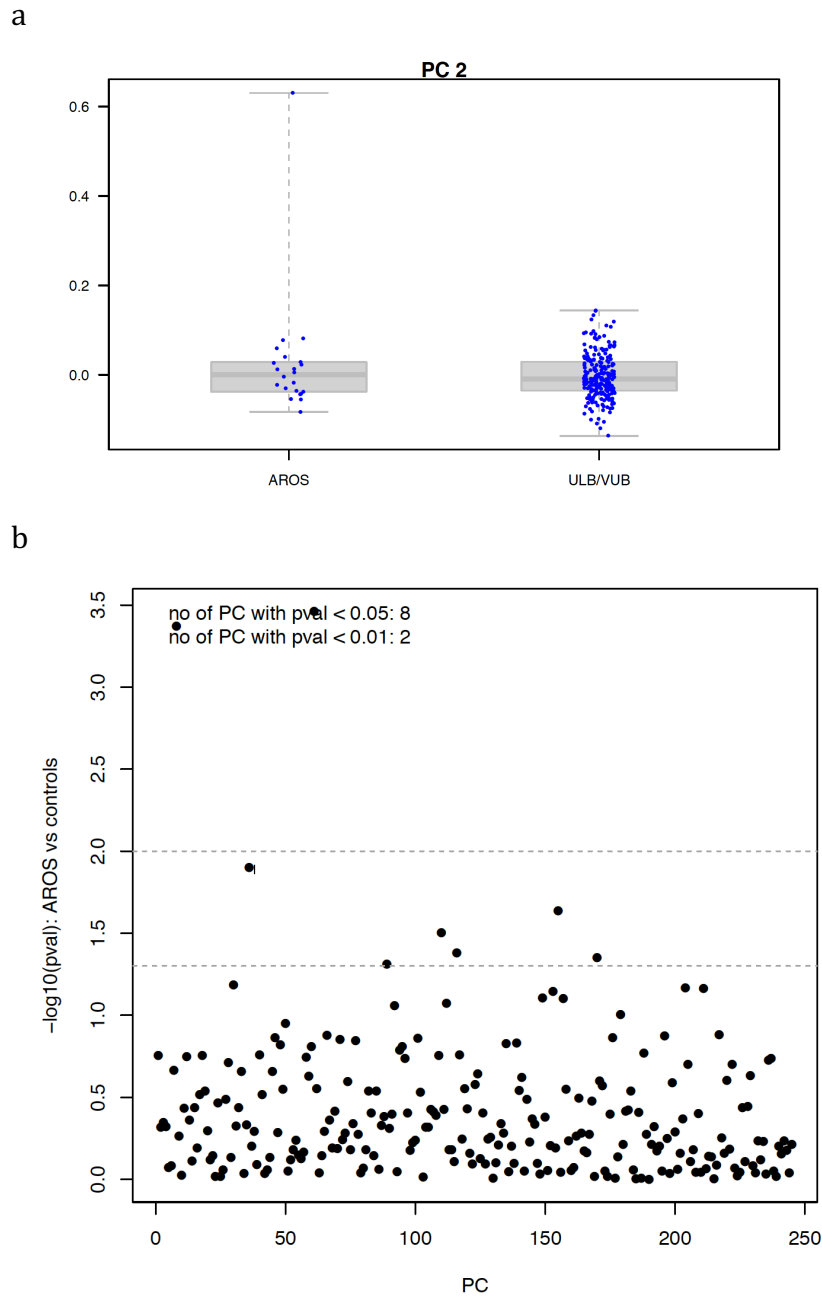 a
PC 2
0.6
0.4
0.2
0.0
AROS
ULB/VUB
b
no of PC with pval < 0.05: 8
no of PC with pval < 0.01: 2
3.5
3.0
2.5
2.0
1.5
1.0
0.5
0.0
−log10(pval): AROS vs controls
0
50
100
150
200
250
PC